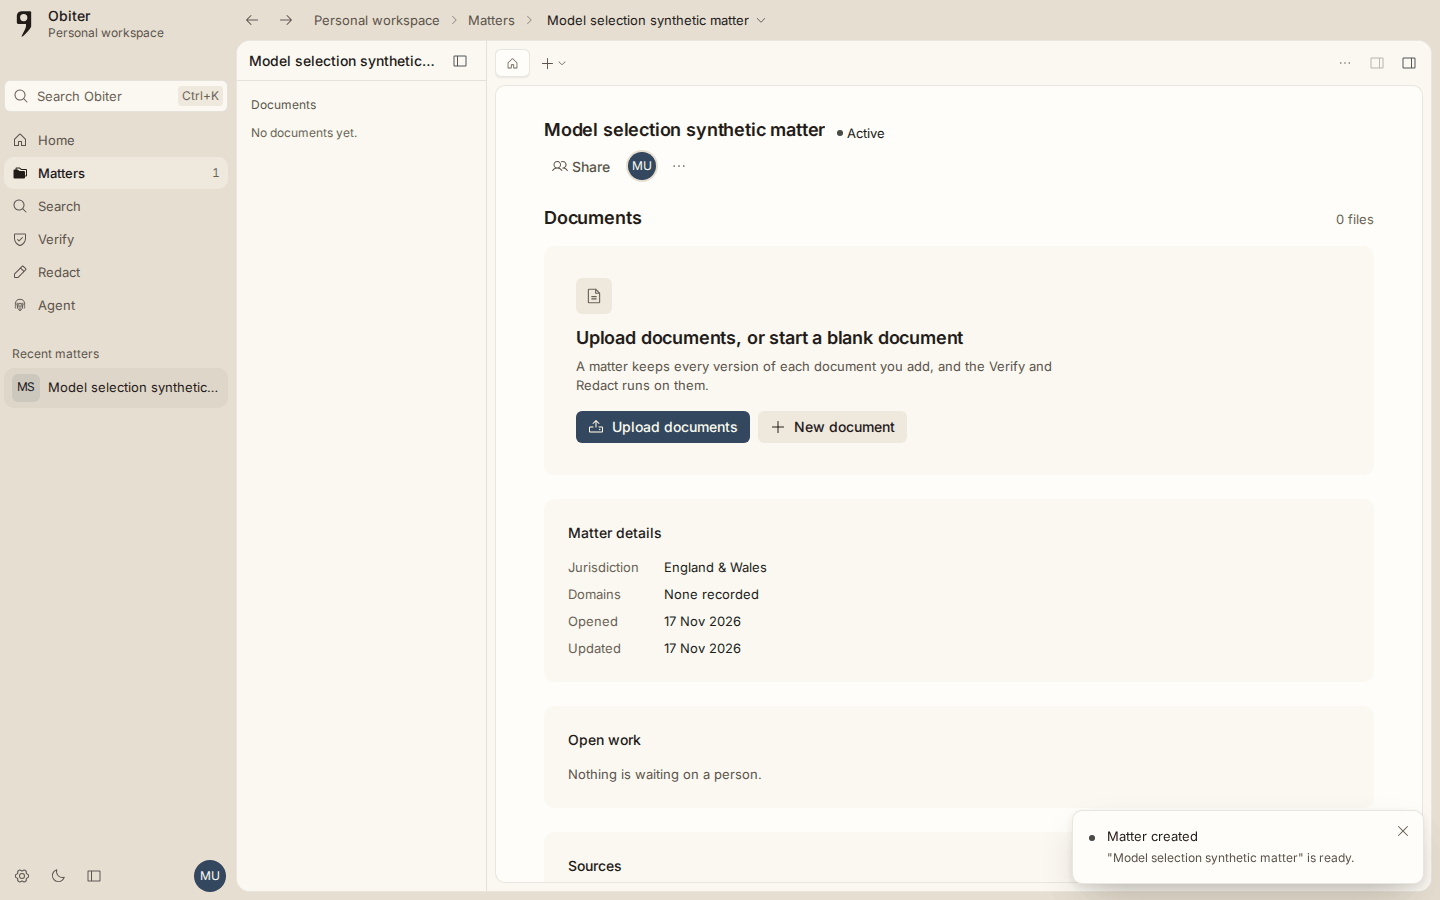 Obiter
Personal workspace
Search Obiter
Ctrl+K
Home
Matters
1
Search
Verify
Redact
Agent
Recent matters
MS
Model selection synthetic...
MU
Personal workspace
Matters
Model selection synthetic matter
Model selection synthetic...
Documents
No documents yet.
Model selection synthetic matter
Active
Share
MU
Documents
0 files
Upload documents, or start a blank document
A matter keeps every version of each document you add, and the Verify and
Redact runs on them.
Upload documents
New document
Matter details
Jurisdiction
England & Wales
Domains
None recorded
Opened
17 Nov 2026
Updated
17 Nov 2026
Open work
Nothing is waiting on a person.
Sources
Matter created
"Model selection synthetic matter" is ready.